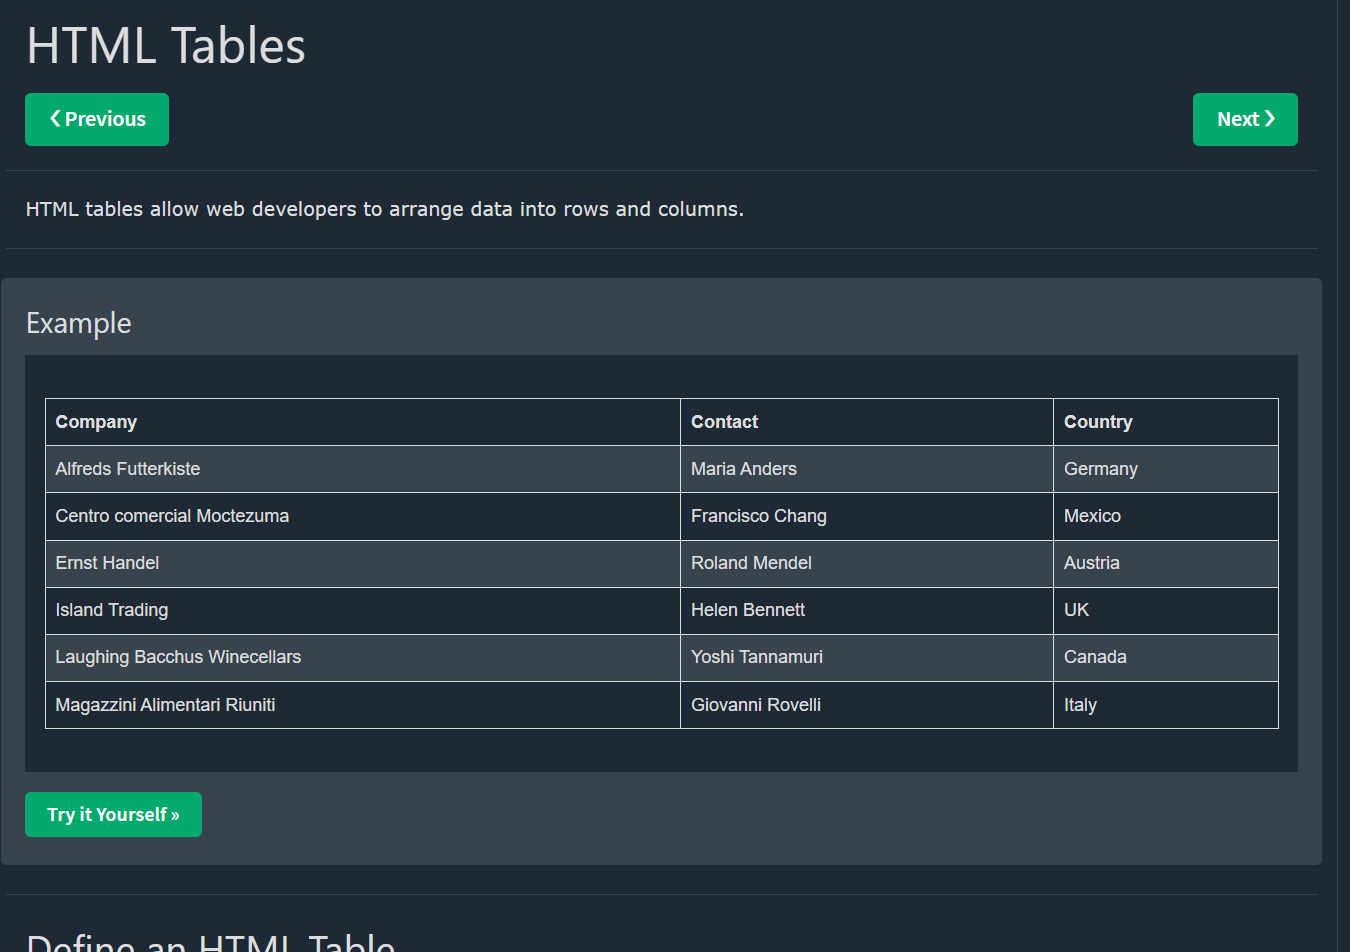 HTML Tables
❮ Previous
Next ❯
HTML tables allow web developers to arrange data into rows and columns.
Example
Company Contact Country
Alfreds Futterkiste Maria Anders Germany
Centro comercial Moctezuma Francisco Chang Mexico
Ernst Handel Roland Mendel Austria
Island Trading Helen Bennett UK
Laughing Bacchus Winecellars Yoshi Tannamuri Canada
Magazzini Alimentari Riuniti Giovanni Rovelli Italy
Try it Yourself »
Define an HTML Table